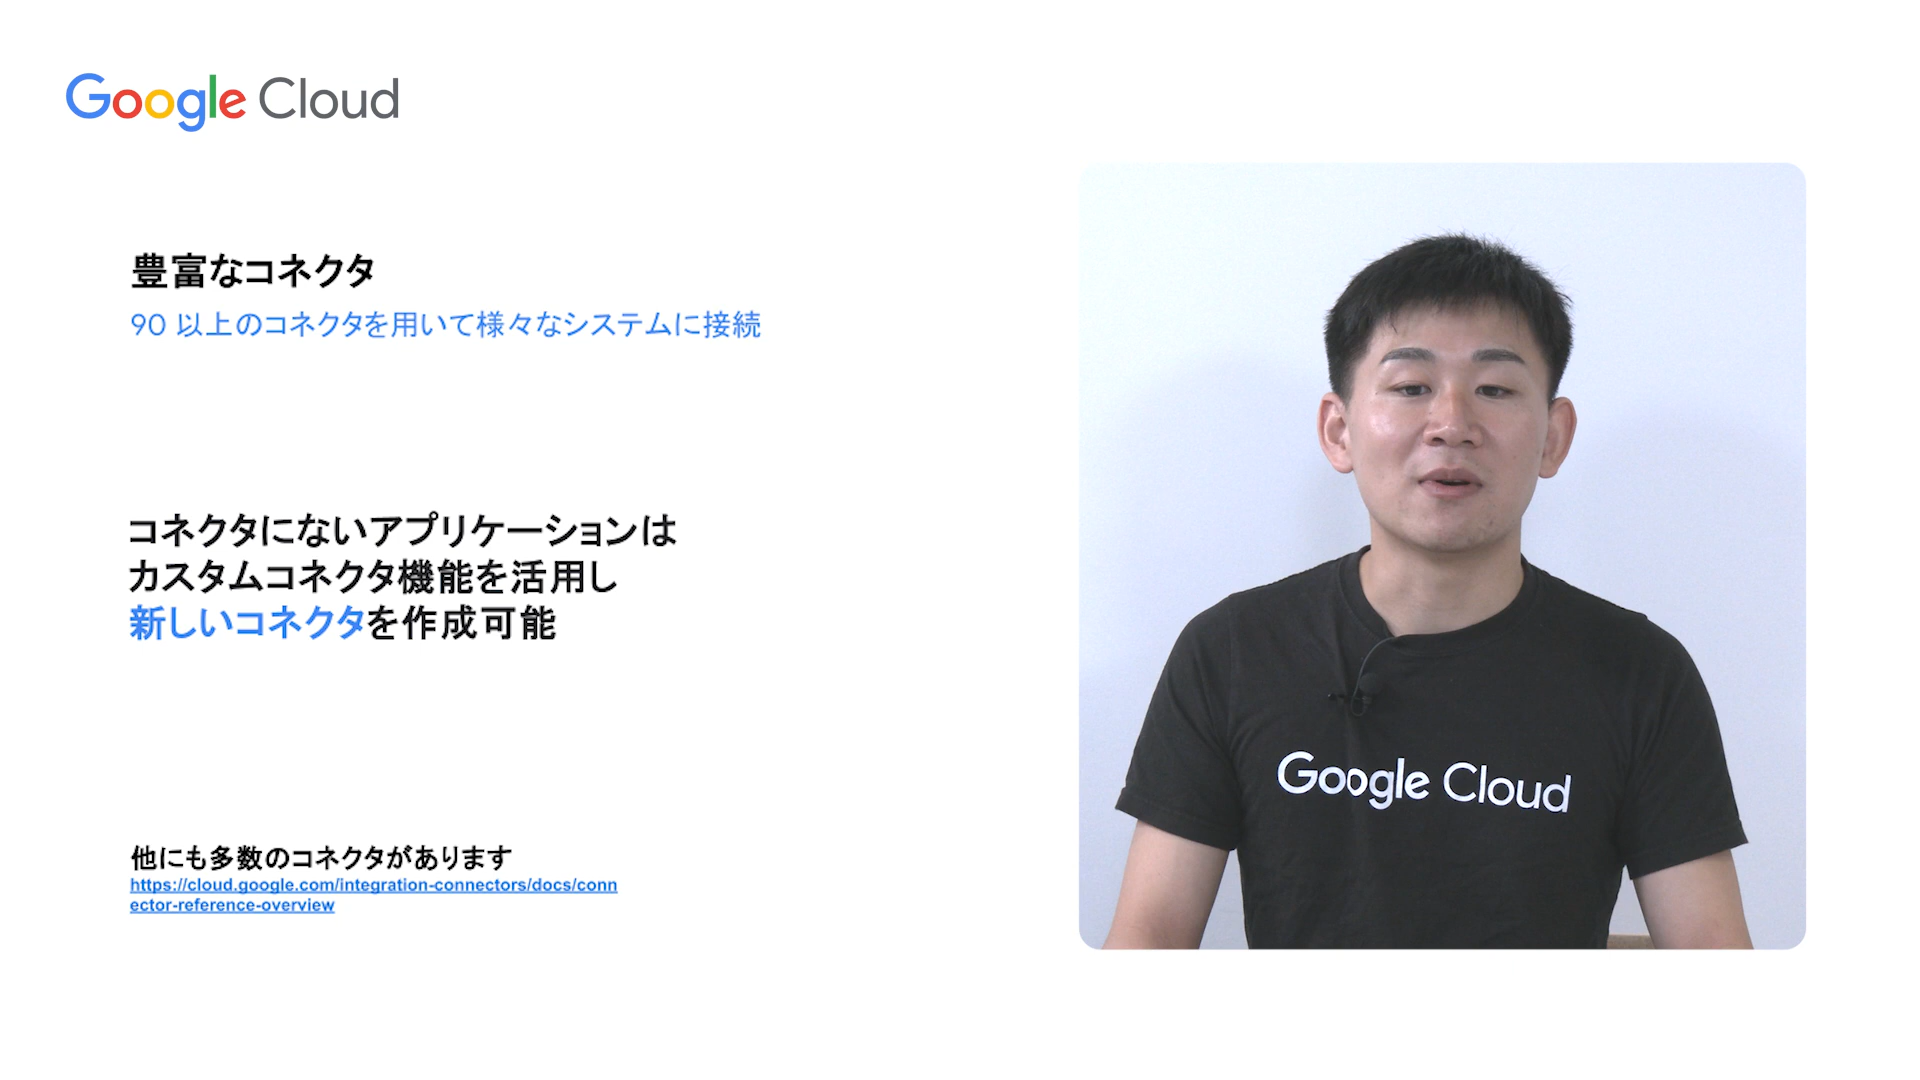 Google Cloud
豊富なコネクタ
90 以上のコネクタを用いて様々なシステムに接続
コネクタにないアプリケーションは
カスタムコネクタ機能を活用し
新しいコネクタを作成可能
他にも多数のコネクタがあります
https://cloud.google.com/integration-connectors/docs/conn
ector-reference-overview
Google Cloud